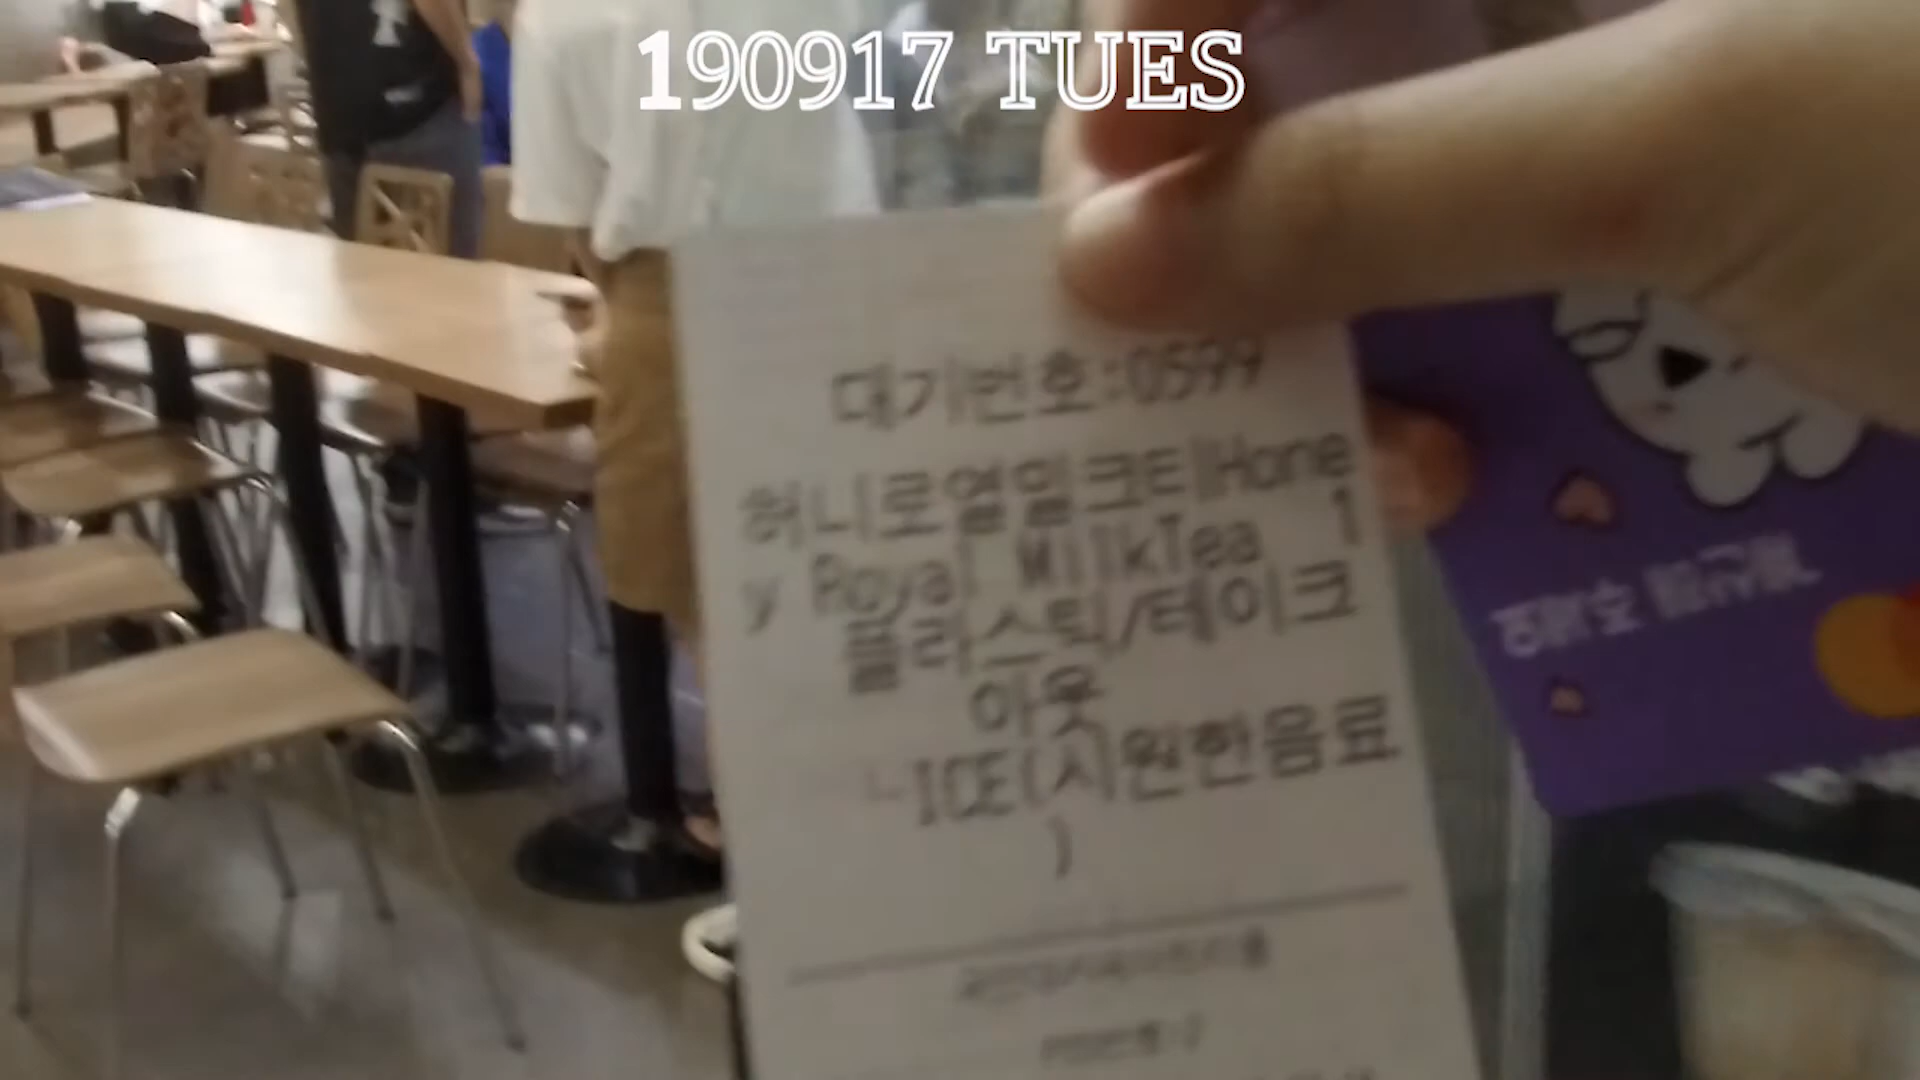 190917 TUES
대기번호:0599
허니로열밀크티|Hone
y Royal MilkTea 1
플라스틱/테이크
아웃
ICE(시원한음료
)